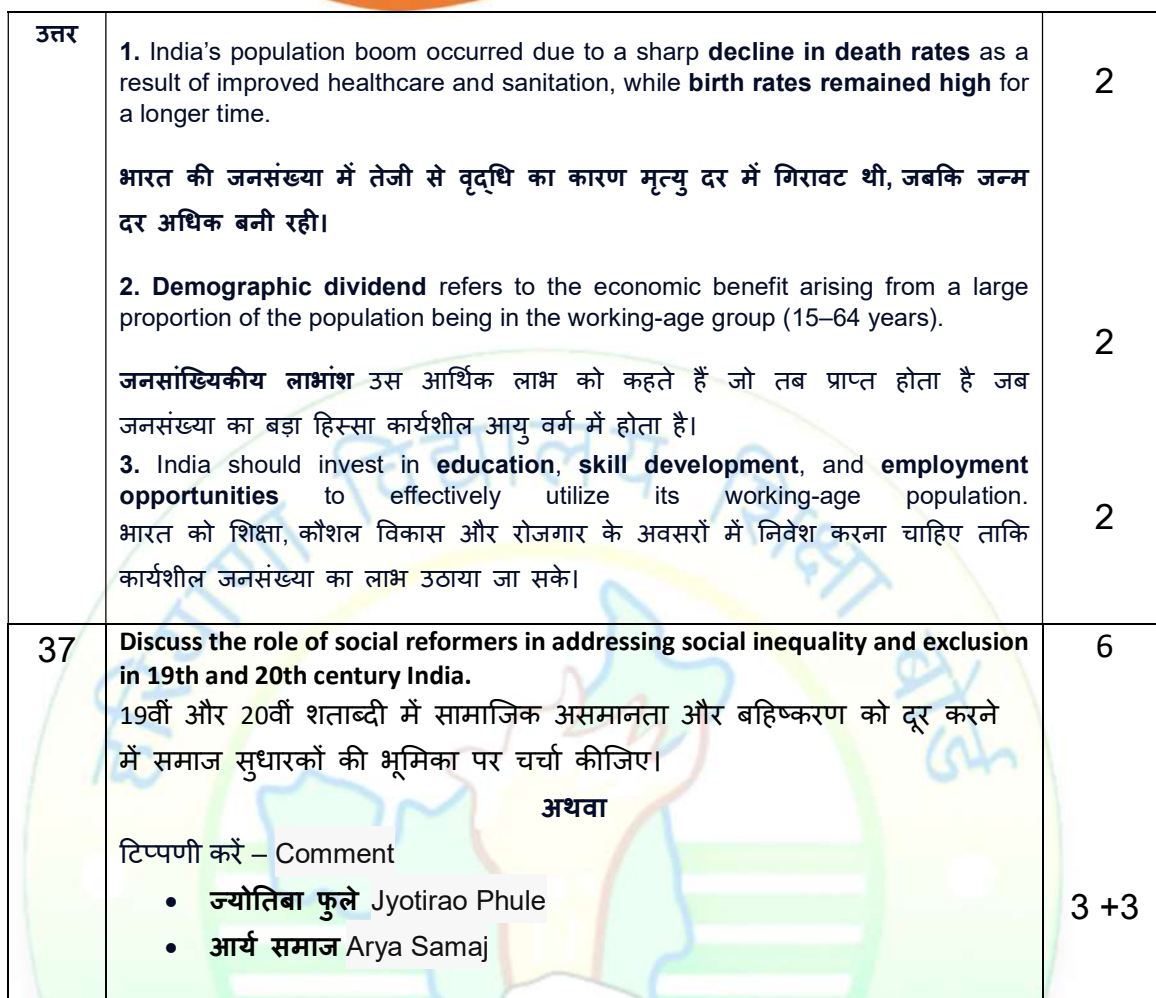 उत्तर
1. India's population boom occurred due to a sharp decline in death rates as a
result of improved healthcare and sanitation, while birth rates remained high for
a longer time.
2
भारत की जनसंख्या में तेजी से वृद्धि का कारण मृत्यु दर में गिरावट थी, जबकि जन्म
दर अधिक बनी रही।
2. Demographic dividend refers to the economic benefit arising from a large
proportion of the population being in the working-age group (15–64 years).
2
जनसांख्यिकीय लाभांश उस आर्थिक लाभ को कहते हैं जो तब प्राप्त होता है जब
जनसंख्या का बड़ा हिस्सा कार्यशील आयु वर्ग में होता है।
3. India should invest in education, skill development, and employment
opportunities to effectively utilize its working-age population.
2
भारत को शिक्षा, कौशल विकास और रोजगार के अवसरों में निवेश करना चाहिए ताकि
कार्यशील जनसंख्या का लाभ उठाया जा सके।
37 Discuss the role of social reformers in addressing social inequality and exclusion 6
in 19th and 20th century India.
19वीं और 20वीं शताब्दी में सामाजिक असमानता और बहिष्करण को दूर करने
में समाज सुधारकों की भूमिका पर चर्चा कीजिए।
अथवा
टिप्पणी करें – Comment
• ज्योतिबा फुले Jyotirao Phule 3 +3
• आर्य समाज Arya Samaj
हरियाणा विद्यालय शिक्षा बोर्ड